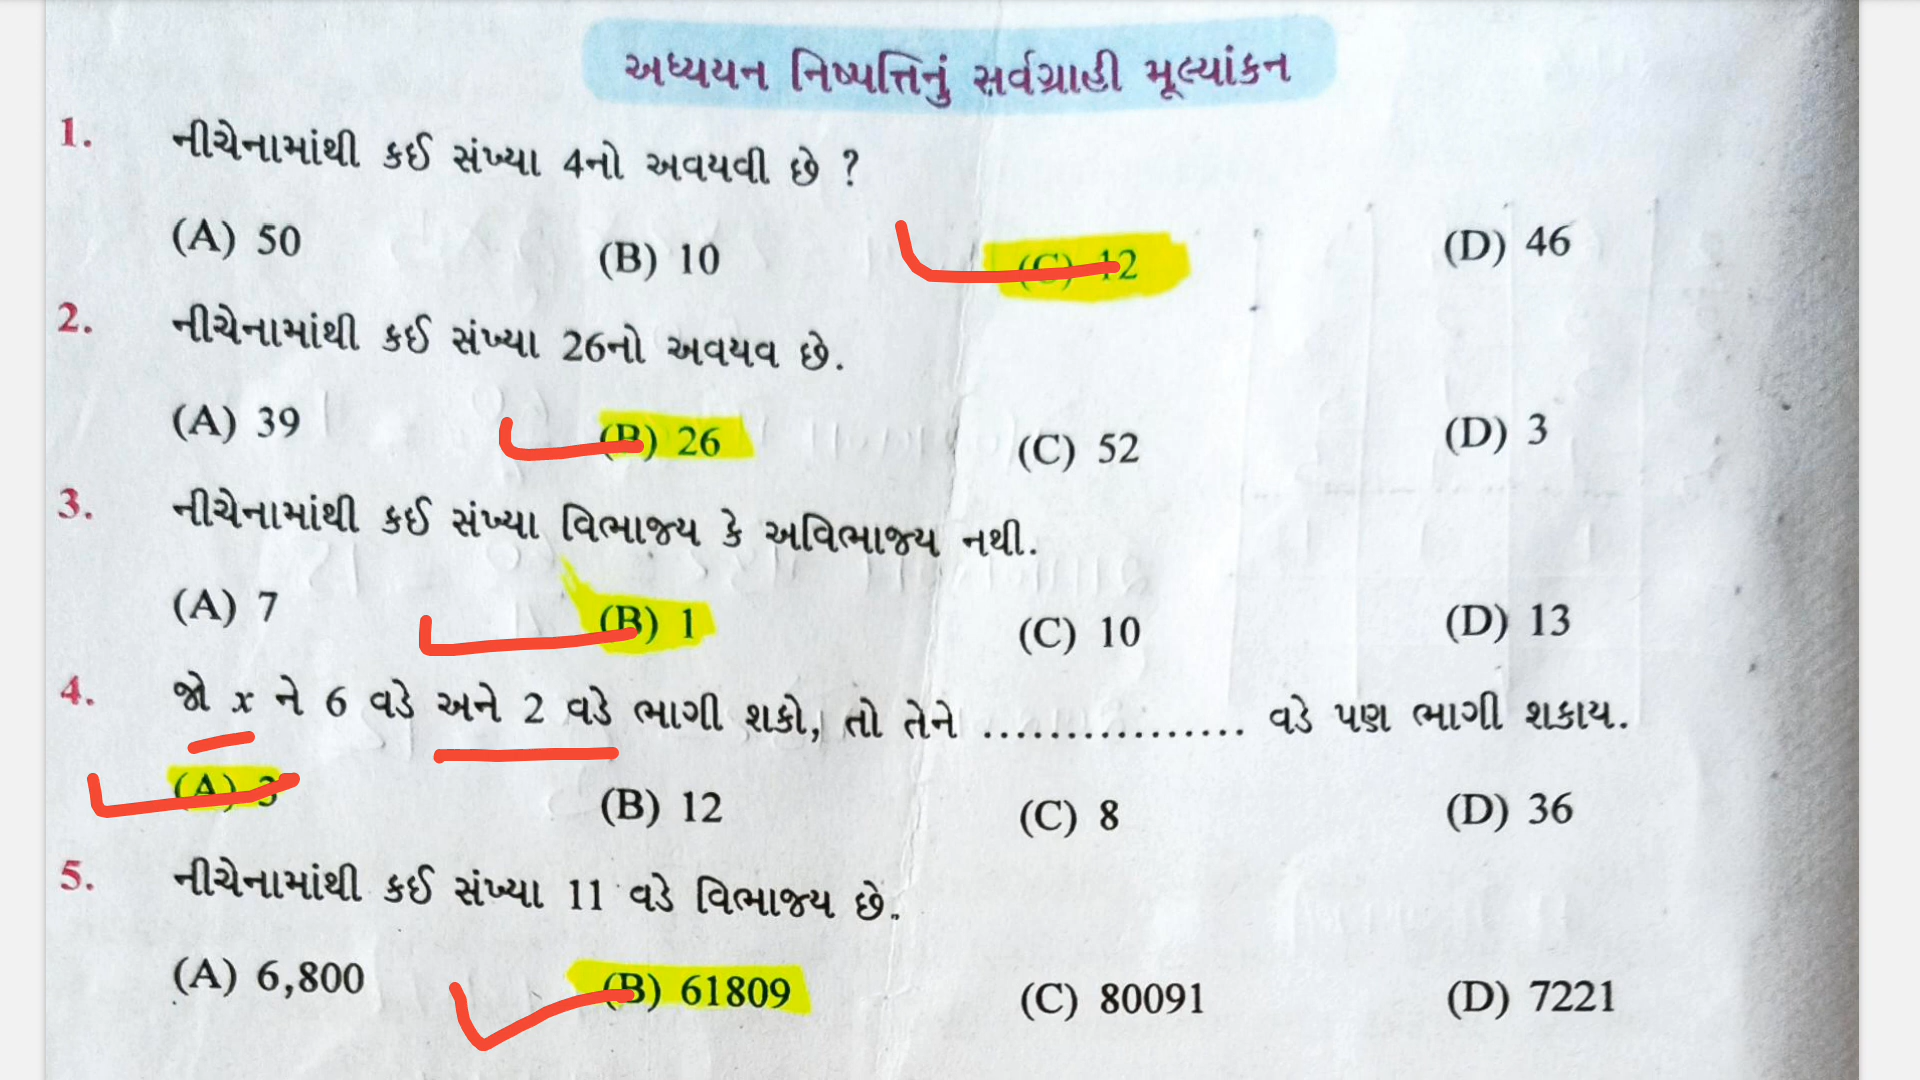 અધ્યયન નિષ્પત્તિનું સર્વગ્રાહી મૂલ્યાંકન
1. નીચેનામાંથી કઈ સંખ્યા 4નો અવયવી છે ?
(A) 50 (B) 10 (C) 12 (D) 46
2. નીચેનામાંથી કઈ સંખ્યા 26નો અવયવ છે.
(A) 39 (B) 26 (C) 52 (D) 3
3. નીચેનામાંથી કઈ સંખ્યા વિભાજ્ય કે અવિભાજ્ય નથી.
(A) 7 (B) 1 (C) 10 (D) 13
4. જો x ને 6 વડે અને 2 વડે ભાગી શકો, તો તેને ................ વડે પણ ભાગી શકાય.
(A) 3 (B) 12 (C) 8 (D) 36
5. નીચેનામાંથી કઈ સંખ્યા 11 વડે વિભાજ્ય છે.
(A) 6,800 (B) 61809 (C) 80091 (D) 7221